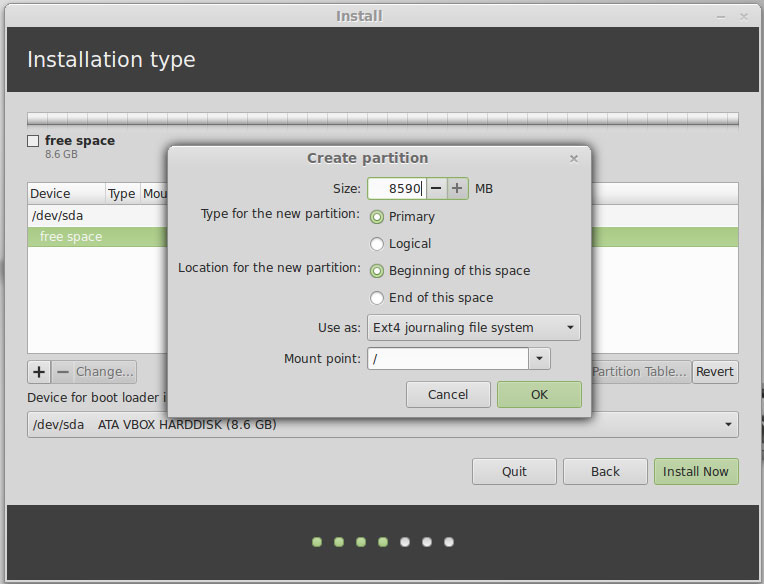 Install
Installation type
free space
8.6 GB
Create partition
Size: 8590 MB
Type for the new partition: Primary
Logical
Location for the new partition: Beginning of this space
End of this space
Use as: Ext4 journaling file system
Mount point: /
Cancel OK
Device Type Mou
/dev/sda
free space
+ − Change... Partition Table... Revert
Device for boot loader i
/dev/sda ATA VBOX HARDDISK (8.6 GB)
Quit Back Install Now